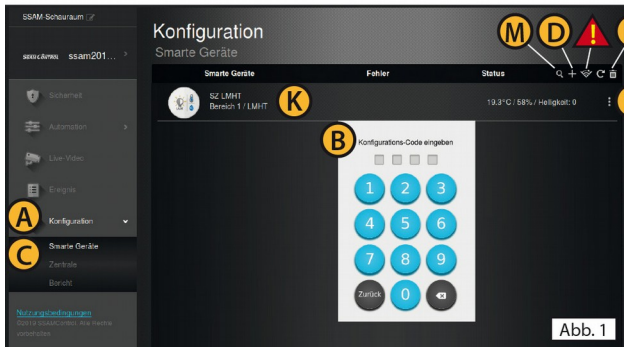 SSAM-Schauraum
Konfiguration
Smarte Geräte
ssam201...
M D !
Smarte Geräte Fehler Status
SZ LMHT
Bereich 1 / LMHT
K
19.3°C / 58% / Helligkeit: 0
Sicherheit
Automation
Live-Video
Ereignis
A Konfiguration
C Smarte Geräte
Zentrale
Bericht
Nutzungsbedingungen
B Konfigurations-Code eingeben
1 2 3
4 5 6
7 8 9
Zurück 0
Abb. 1